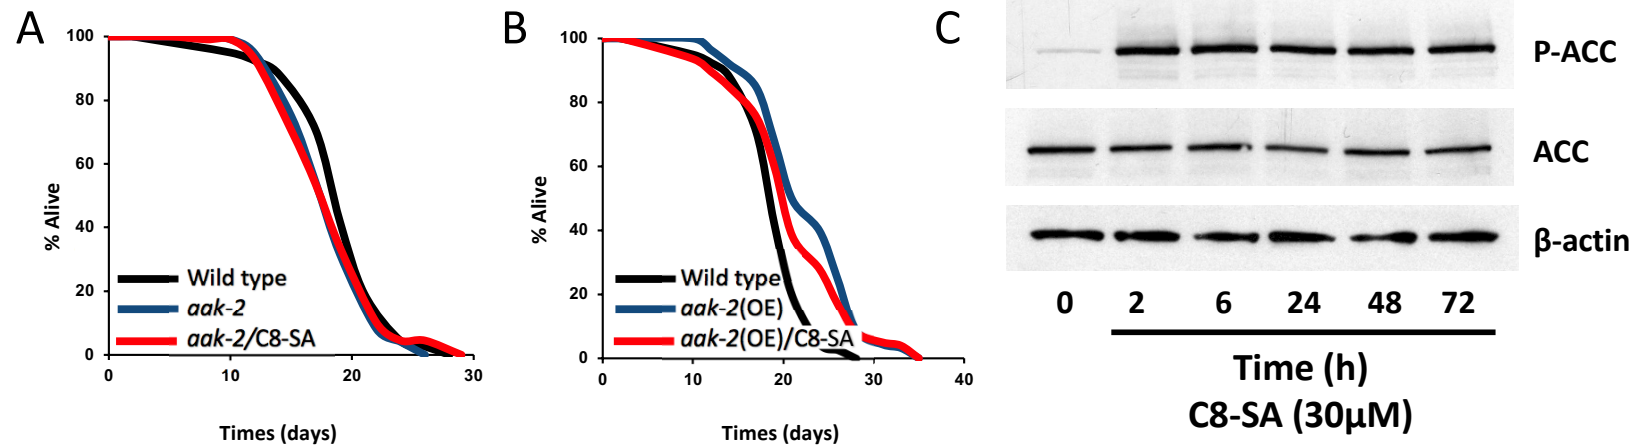 A
% Alive
100
80
60
40
20
0
Wild type
aak-2
aak-2/C8-SA
0 10 20 30
Times (days)
B
% Alive
100
80
60
40
20
0
Wild type
aak-2(OE)
aak-2(OE)/C8-SA
0 10 20 30 40
Times (days)
C
P-ACC
ACC
β-actin
0 2 6 24 48 72
Time (h)
C8-SA (30μM)